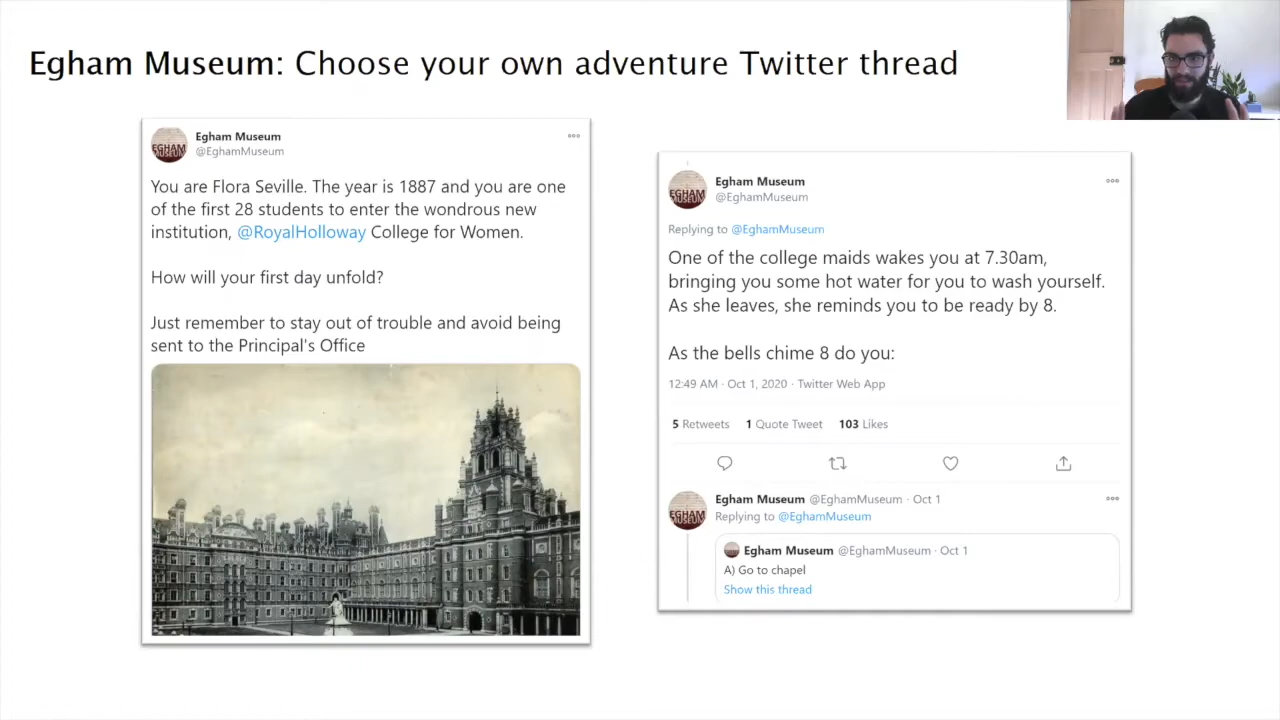 Egham Museum: Choose your own adventure Twitter thread
EGHAM
MUSEUM
Egham Museum
@EghamMuseum
You are Flora Seville. The year is 1887 and you are one
of the first 28 students to enter the wondrous new
institution, @RoyalHolloway College for Women.
How will your first day unfold?
Just remember to stay out of trouble and avoid being
sent to the Principal's Office
EGHAM
MUSEUM
Egham Museum
@EghamMuseum
Replying to @EghamMuseum
One of the college maids wakes you at 7.30am,
bringing you some hot water for you to wash yourself.
As she leaves, she reminds you to be ready by 8.
As the bells chime 8 do you:
12:49 AM · Oct 1, 2020 · Twitter Web App
5 Retweets 1 Quote Tweet 103 Likes
EGHAM
MUSEUM
Egham Museum @EghamMuseum · Oct 1
Replying to @EghamMuseum
Egham Museum @EghamMuseum · Oct 1
A) Go to chapel
Show this thread